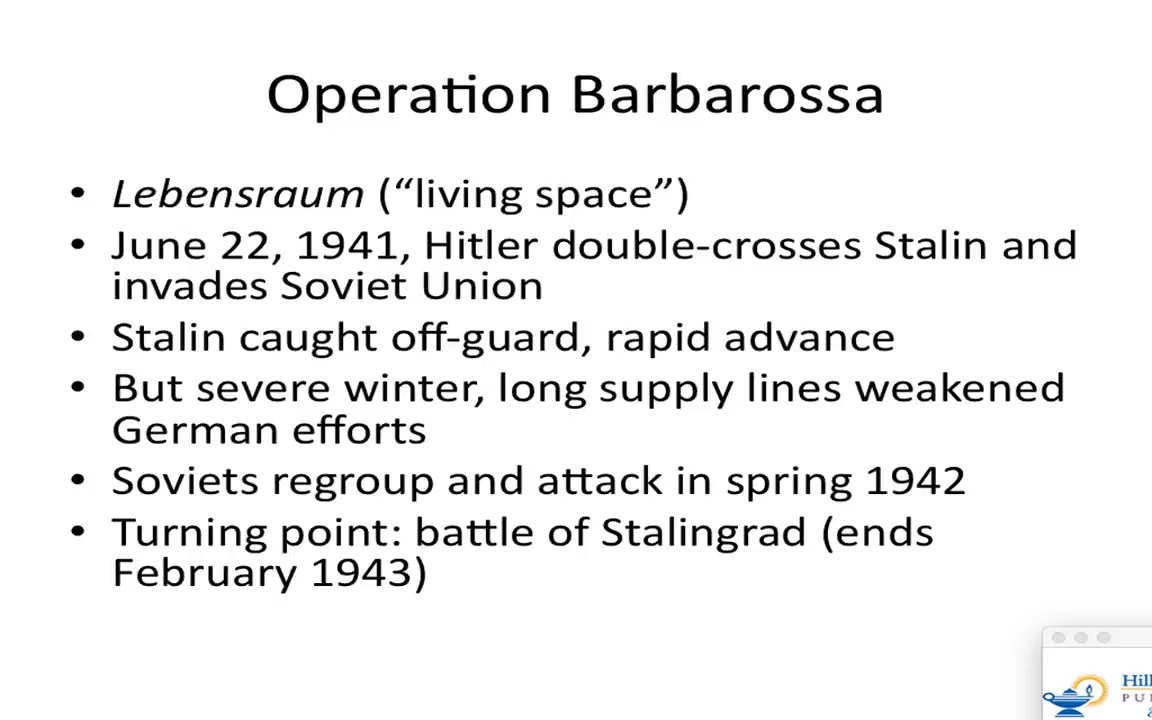 Operation Barbarossa
• Lebensraum (“living space”)
• June 22, 1941, Hitler double-crosses Stalin and
invades Soviet Union
• Stalin caught off-guard, rapid advance
• But severe winter, long supply lines weakened
German efforts
• Soviets regroup and attack in spring 1942
• Turning point: battle of Stalingrad (ends
February 1943)